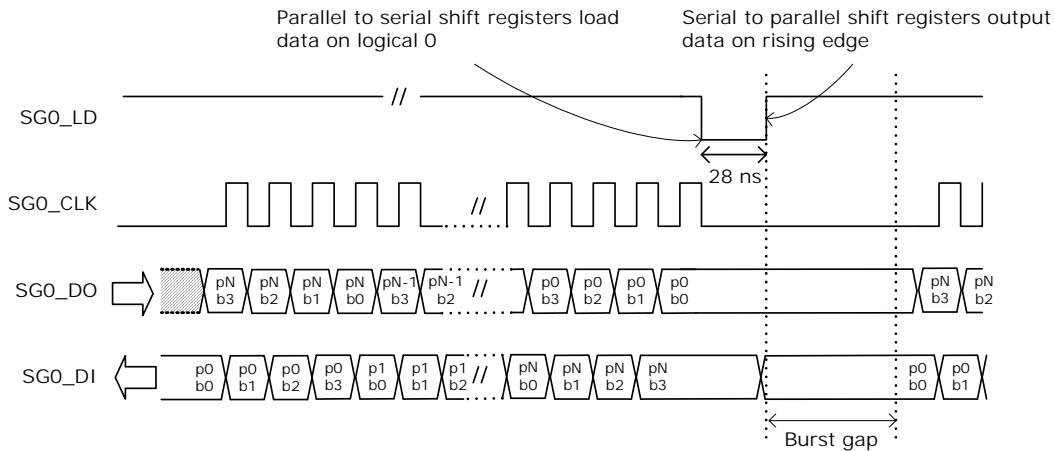 Parallel to serial shift registers load
data on logical 0
Serial to parallel shift registers output
data on rising edge
//
SG0_LD
28 ns
SG0_CLK
//
SG0_DO
pN b3 pN b2 pN b1 pN b0 pN-1 b3 pN-1 b2 // p0 b3 p0 b2 p0 b1 p0 b0 pN b3 pN b2
SG0_DI
p0 b0 p0 b1 p0 b2 p0 b3 p1 b0 p1 b1 p1 b2 // pN b0 pN b1 pN b2 pN b3 p0 b0 p0 b1
Burst gap